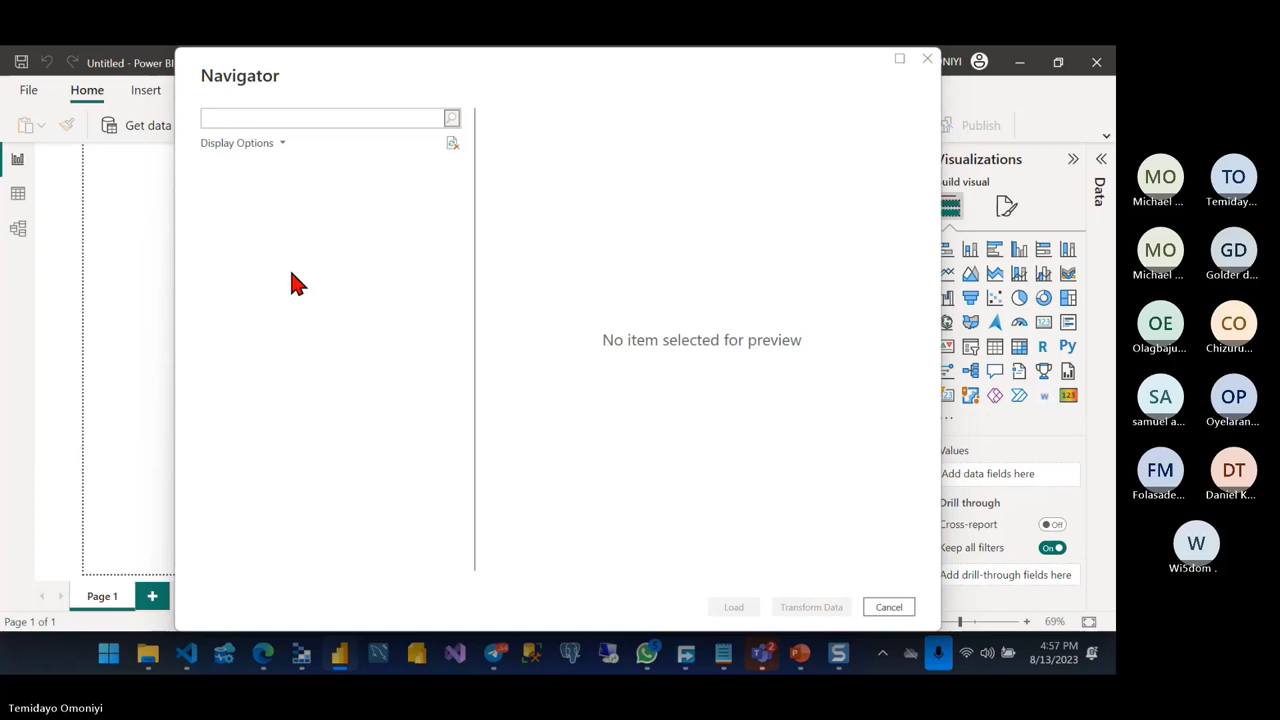 Untitled - Power BI
Navigator
NIYI
File
Home
Insert
Get data
Display Options
Publish
Visualizations
Data
Build visual
No item selected for preview
R
Py
123
Values
Add data fields here
Drill through
Cross-report
Off
Keep all filters
On
Add drill-through fields here
Load
Transform Data
Cancel
Page 1
Page 1 of 1
69%
2
4:57 PM
8/13/2023
MO
Michael ...
TO
Temiday...
MO
Michael ...
GD
Golder d...
OE
Olagbaju...
CO
Chizuru...
SA
samuel a...
OP
Oyelaran...
FM
Folasade...
DT
Daniel K...
W
Wi5dom .
Temidayo Omoniyi